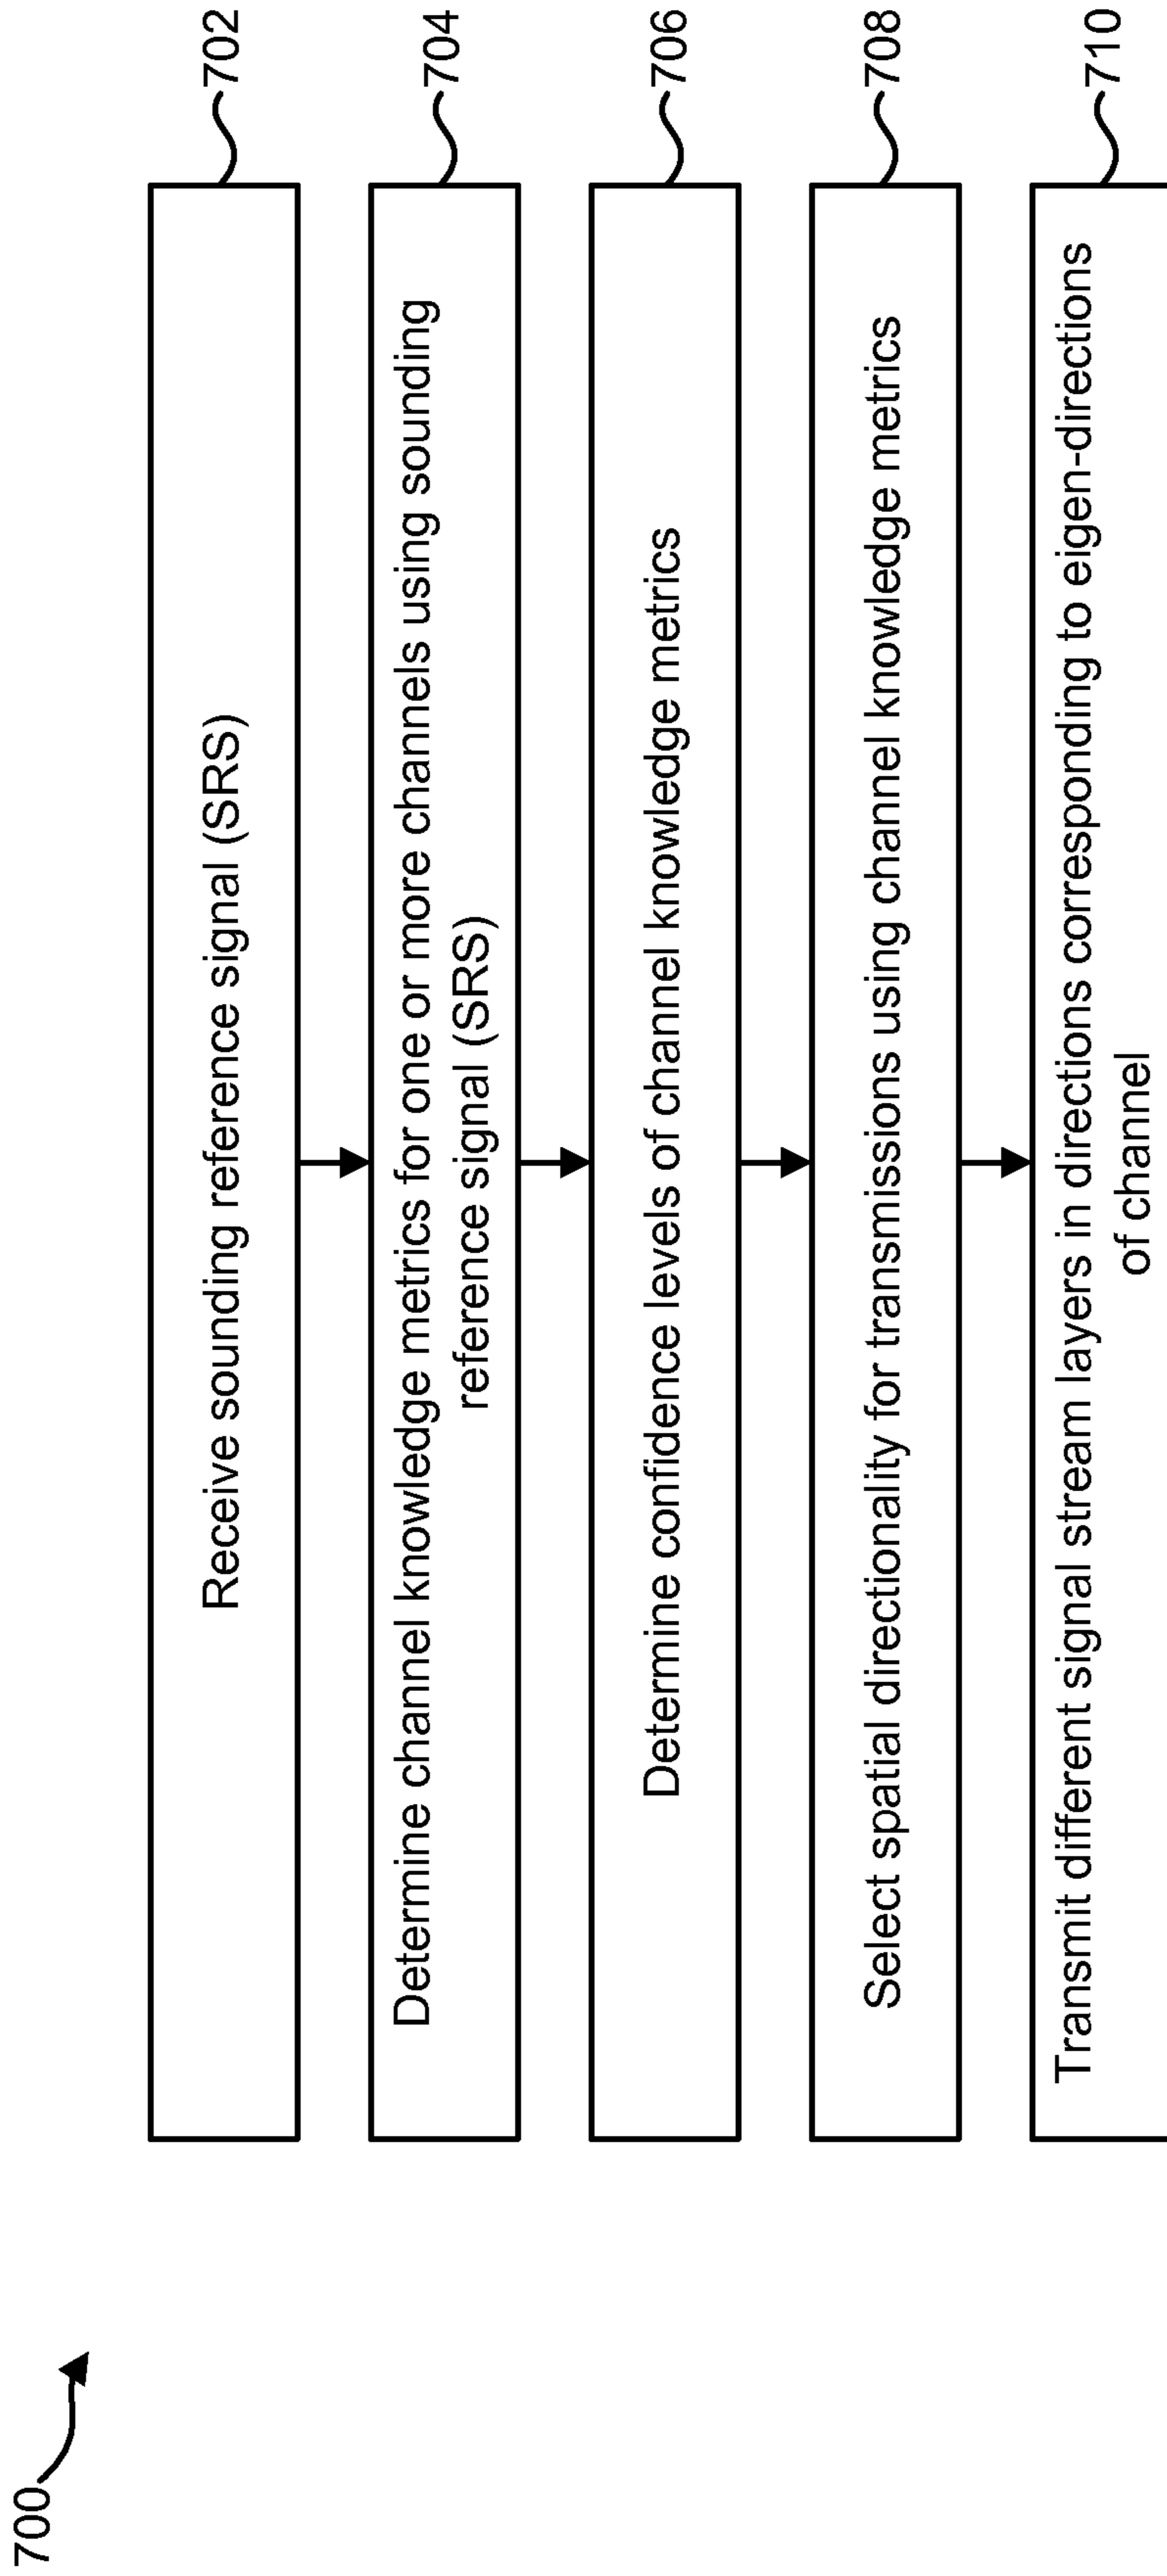 700
Receive sounding reference signal (SRS)
702
Determine channel knowledge metrics for one or more channels using sounding
reference signal (SRS)
704
Determine confidence levels of channel knowledge metrics
706
Select spatial directionality for transmissions using channel knowledge metrics
708
Transmit different signal stream layers in directions corresponding to eigen-directions
of channel
710